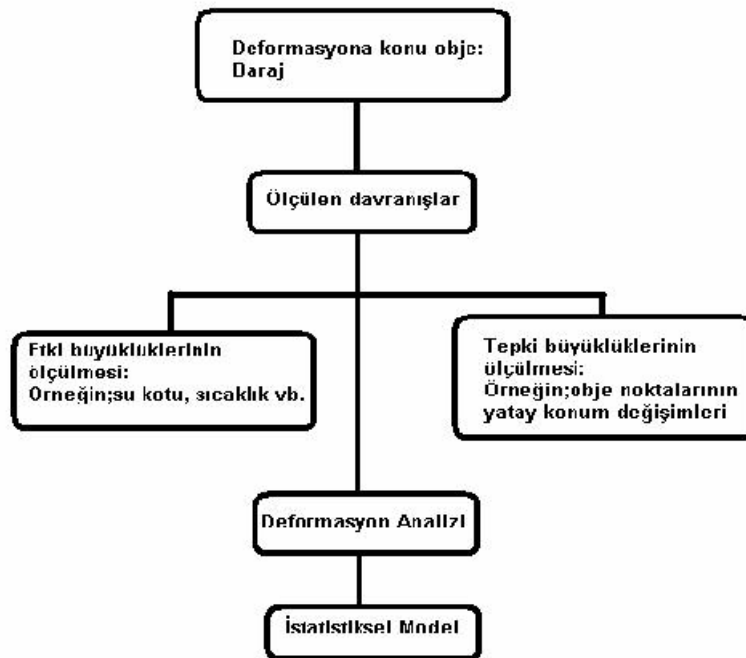 Deformasyona konu obje:
Baraj
Ölçülen davranışlar
Etki büyüklüklerinin
ölçülmesi:
Örneğin;su kotu, sıcaklık vb.
Tepki büyüklüklerinin
ölçülmesi:
Örneğin;obje noktalarının
yatay konum değişimleri
Deformasyon Analizi
İstatistiksel Model